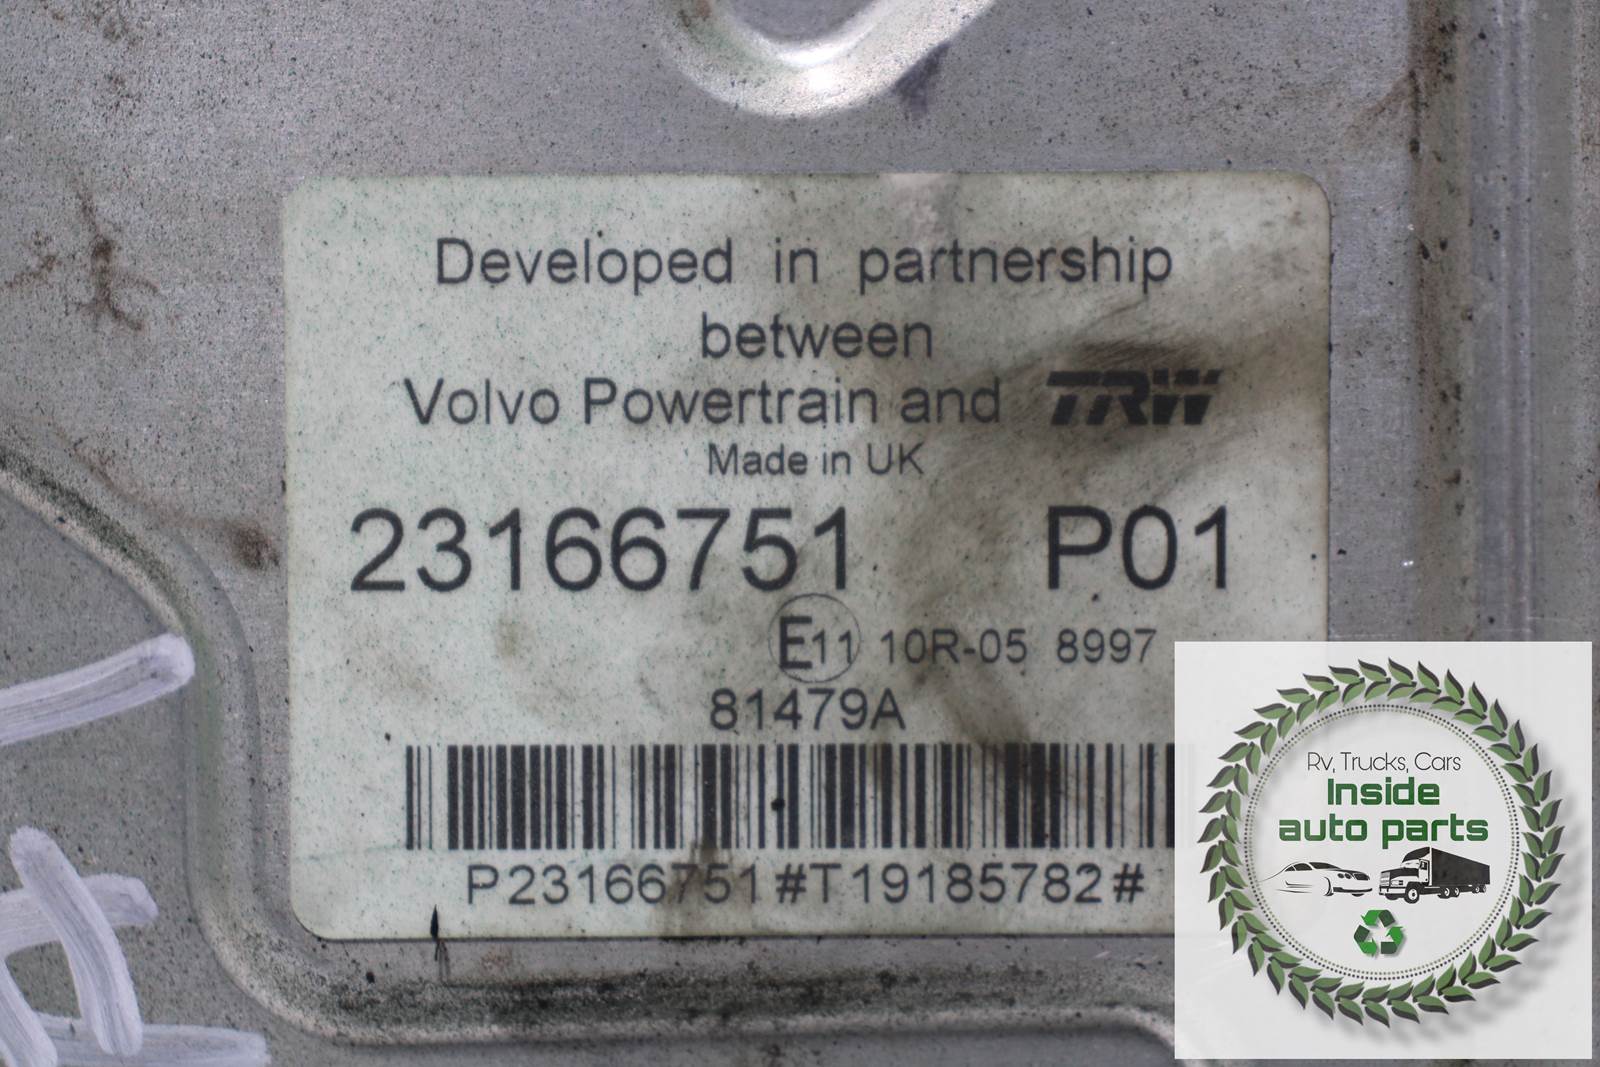 Developed in partnership
between
Volvo Powertrain and TRW
Made in UK
23166751 P01
E11 10R-05 8997
81479A
P23166751#T19185782#
Rv, Trucks, Cars
Inside
auto parts